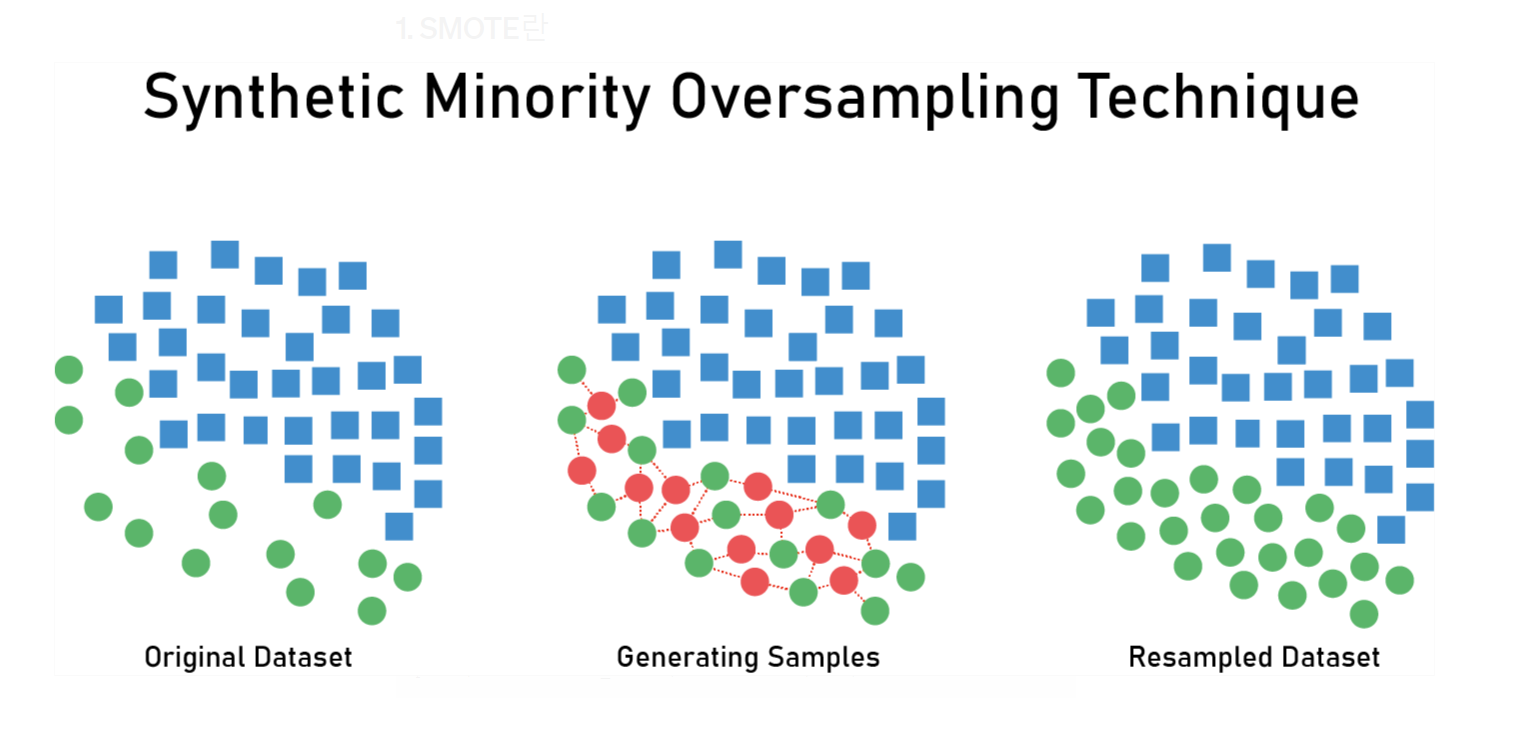 1. SMOTE란
Synthetic Minority Oversampling Technique
Original Dataset
Generating Samples
Resampled Dataset